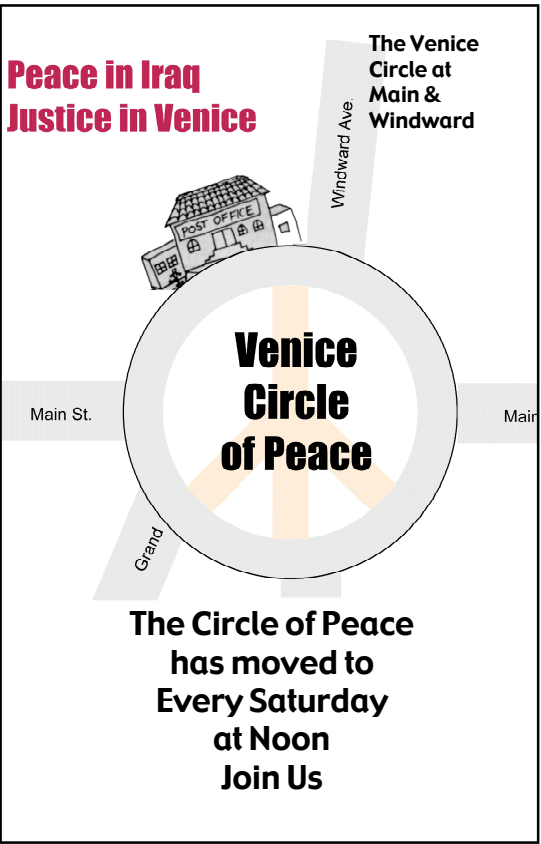 Peace in Iraq
Justice in Venice
The Venice
Circle at
Main &
Windward
Windward Ave.
POST OFFICE
Venice
Circle
of Peace
Main St.
Main
Grand
The Circle of Peace
has moved to
Every Saturday
at Noon
Join Us